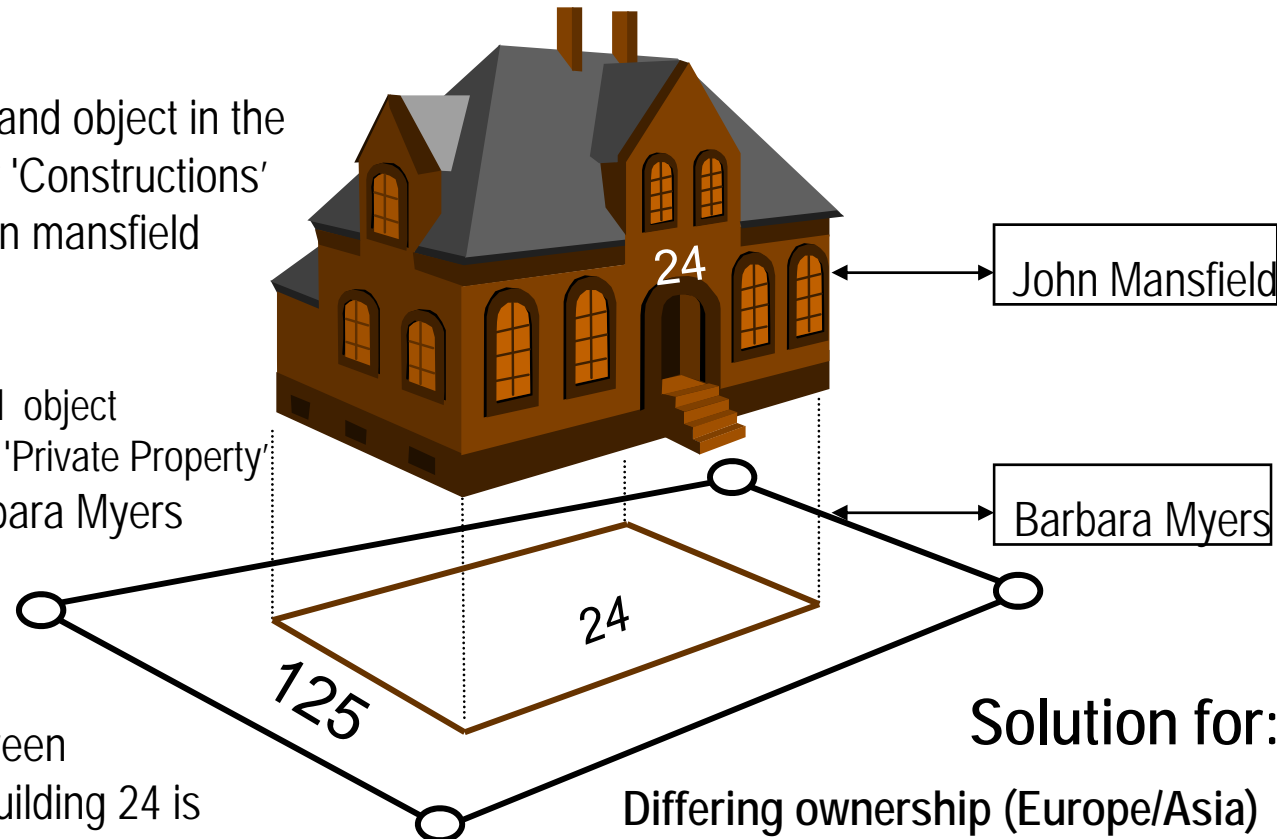 and object in the
'Constructions'
n mansfield
object
'Private Property'
bara Myers
24
John Mansfield
Barbara Myers
24
125
een
uilding 24 is
Solution for:
Differing ownership (Europe/Asia)